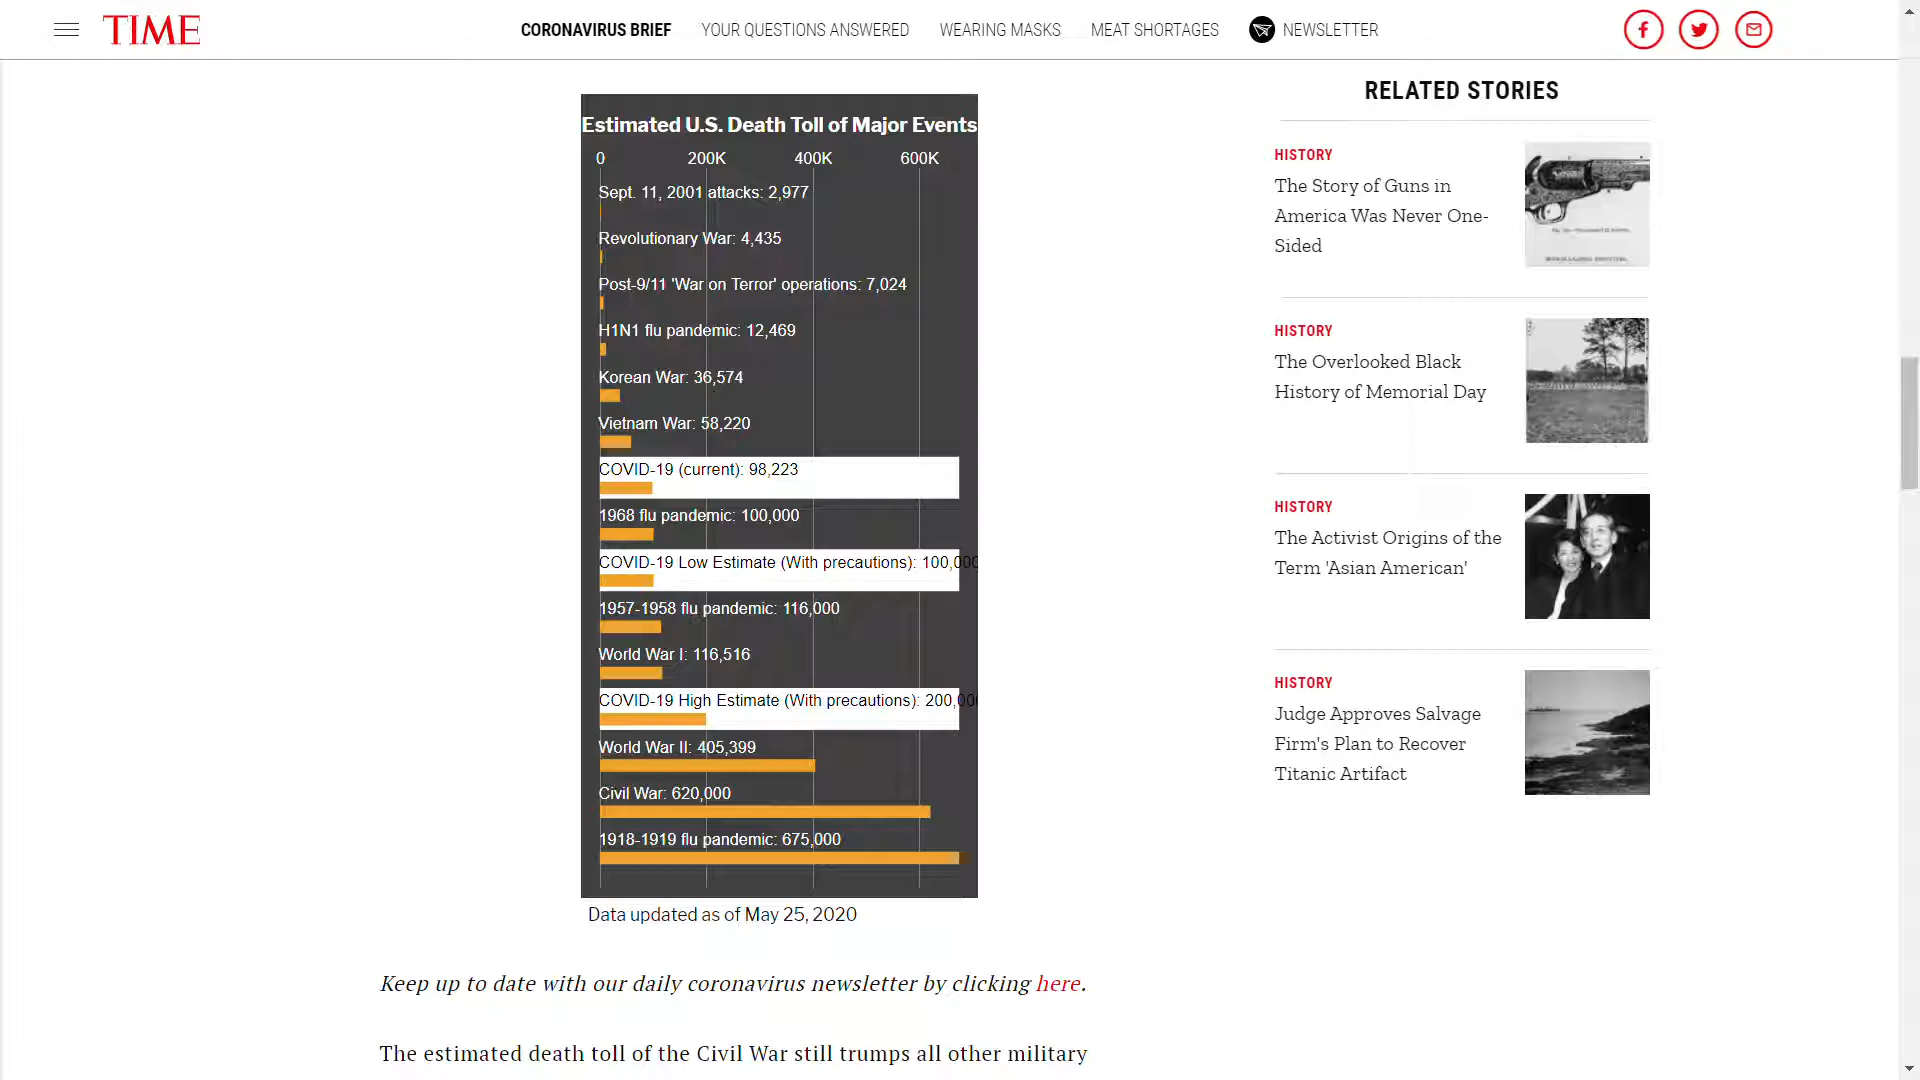 TIME
CORONAVIRUS BRIEF
YOUR QUESTIONS ANSWERED
WEARING MASKS
MEAT SHORTAGES
NEWSLETTER
Estimated U.S. Death Toll of Major Events
0 200K 400K 600K
Sept. 11, 2001 attacks: 2,977
Revolutionary War: 4,435
Post-9/11 'War on Terror' operations: 7,024
H1N1 flu pandemic: 12,469
Korean War: 36,574
Vietnam War: 58,220
COVID-19 (current): 98,223
1968 flu pandemic: 100,000
COVID-19 Low Estimate (With precautions): 100,000
1957-1958 flu pandemic: 116,000
World War I: 116,516
COVID-19 High Estimate (With precautions): 200,00
World War II: 405,399
Civil War: 620,000
1918-1919 flu pandemic: 675,000
Data updated as of May 25, 2020
Keep up to date with our daily coronavirus newsletter by clicking here.
The estimated death toll of the Civil War still trumps all other military
RELATED STORIES
HISTORY
The Story of Guns in
America Was Never One-
Sided
HISTORY
The Overlooked Black
History of Memorial Day
HISTORY
The Activist Origins of the
Term 'Asian American'
HISTORY
Judge Approves Salvage
Firm's Plan to Recover
Titanic Artifact